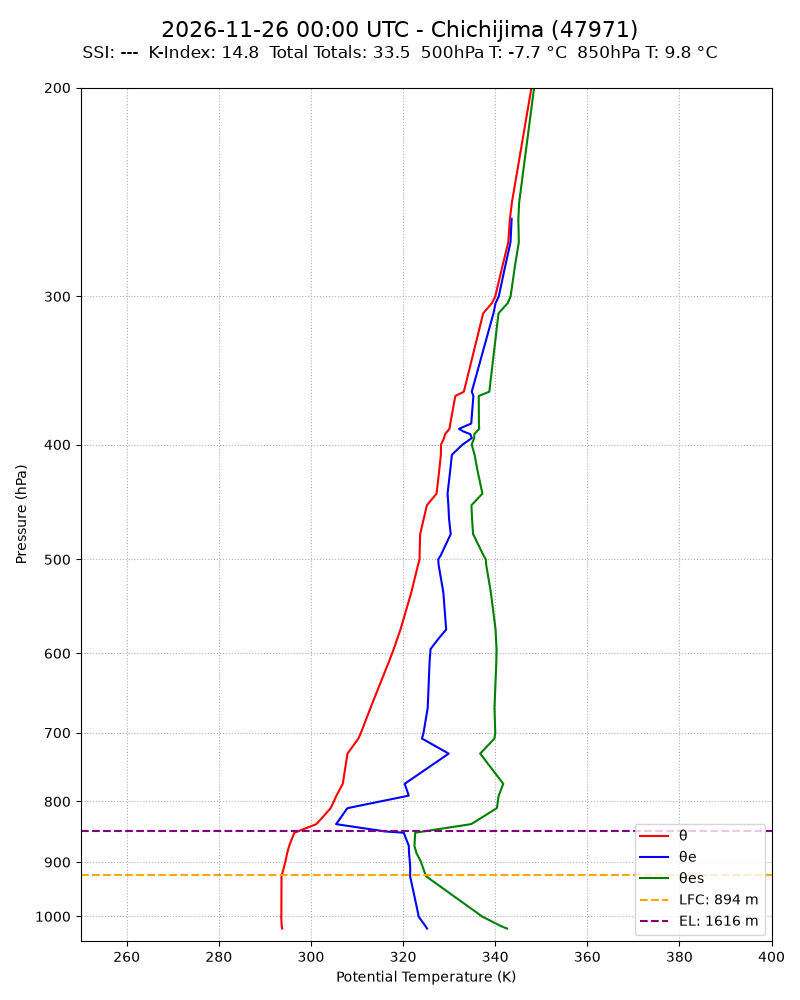 2026-11-26 00:00 UTC - Chichijima (47971)
SSI: --- K-Index: 14.8 Total Totals: 33.5 500hPa T: -7.7 °C 850hPa T: 9.8 °C
200
300
400
500
600
700
800
900
1000
Pressure (hPa)
θ
θe
θes
LFC: 894 m
EL: 1616 m
260
280
300
320
340
360
380
400
Potential Temperature (K)